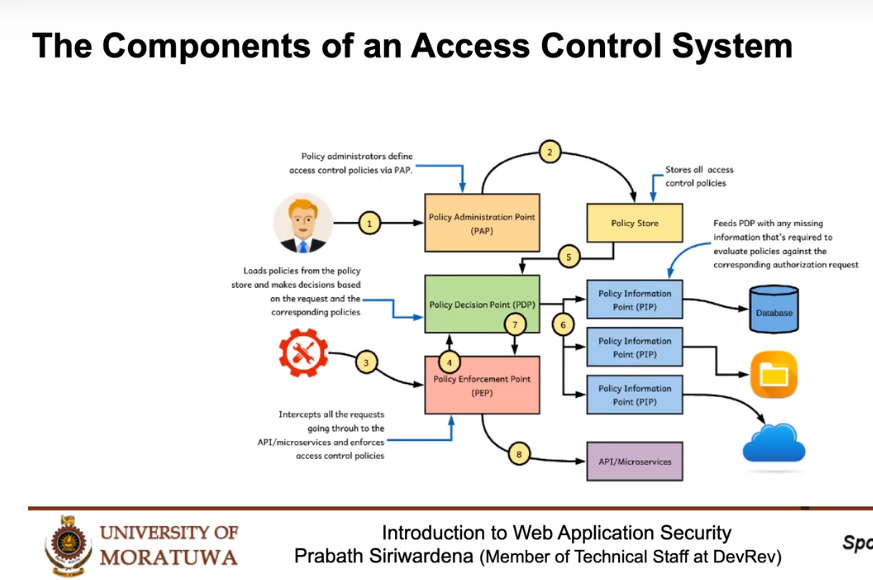 The Components of an Access Control System
Policy administrators define
access control policies via PAP.
2
Stores all access
control policies
1
Policy Administration Point
(PAP)
Policy Store
Feeds PDP with any missing
information that's required to
evaluate policies against the
corresponding authorization request
5
Loads policies from the policy
store and makes decisions based
on the request and the
corresponding policies
Policy Decision Point (PDP)
7
6
Policy Information
Point (PIP)
Database
Policy Information
Point (PIP)
3
4
Policy Enforcement Point
(PEP)
Policy Information
Point (PIP)
Intercepts all the requests
going throuh to the
API/microservices and enforces
access control policies
8
API/Microservices
UNIVERSITY OF
MORATUWA
Introduction to Web Application Security
Prabath Siriwardena (Member of Technical Staff at DevRev)